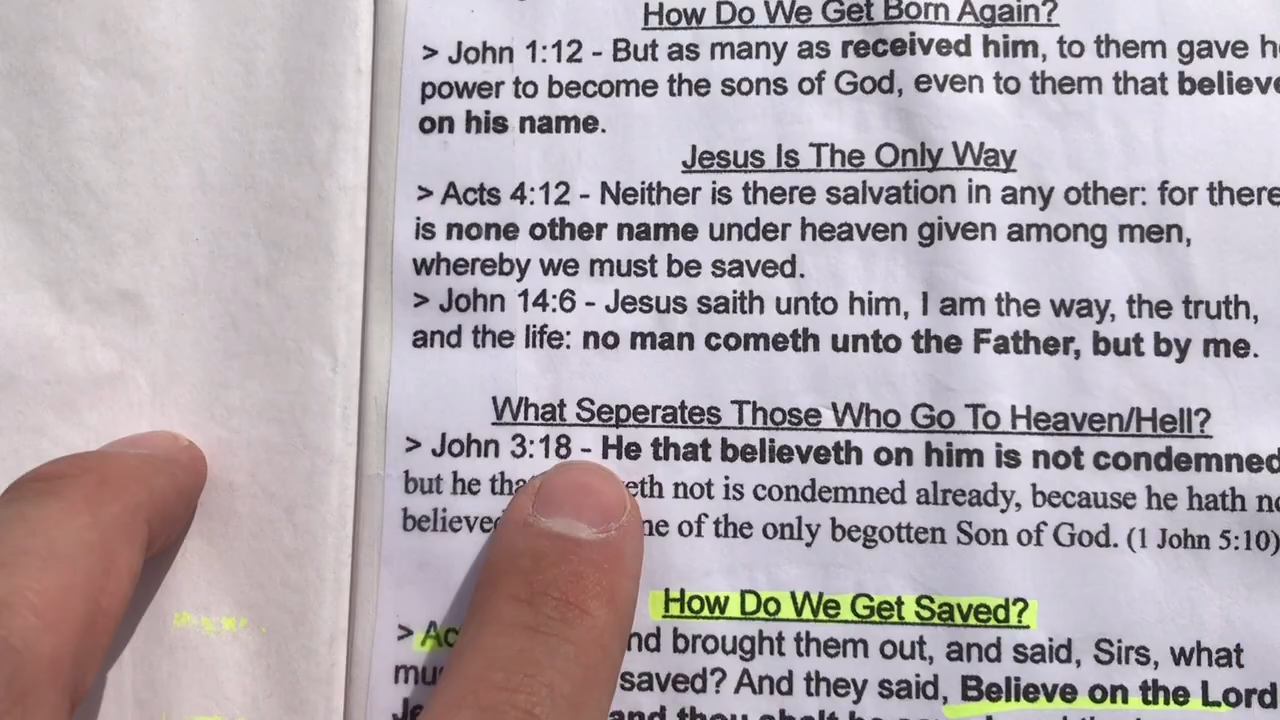 How Do We Get Born Again?
> John 1:12 - But as many as received him, to them gave
power to become the sons of God, even to them that believe
on his name.
Jesus Is The Only Way
> Acts 4:12 - Neither is there salvation in any other: for there
is none other name under heaven given among men,
whereby we must be saved.
> John 14:6 - Jesus saith unto him, I am the way, the truth,
and the life: no man cometh unto the Father, but by me.
What Seperates Those Who Go To Heaven/Hell?
> John 3:18 - He that believeth on him is not condemned
but he not is condemned already, because he hath
of the only begotten Son of God. (1 John 5:10)
How Do We Get Saved?
> brought them out, and said, Sirs, what
saved? And they said, Believe on the Lord
and thou shalt be